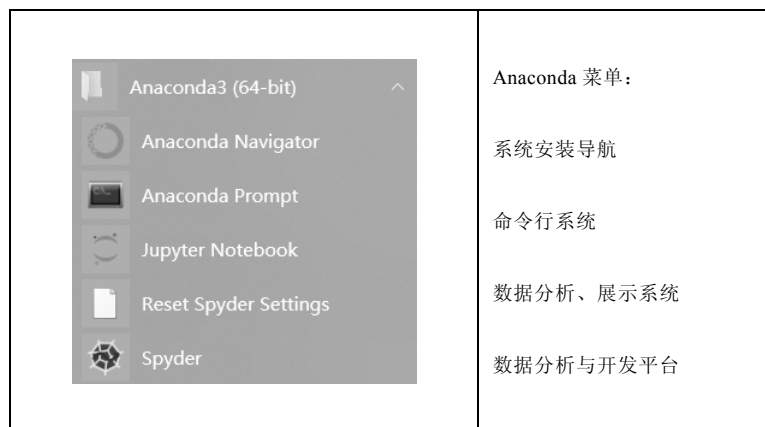 Anaconda3 (64-bit)
Anaconda Navigator
Anaconda Prompt
Jupyter Notebook
Reset Spyder Settings
Spyder
Anaconda 菜单：
系统安装导航
命令行系统
数据分析、展示系统
数据分析与开发平台